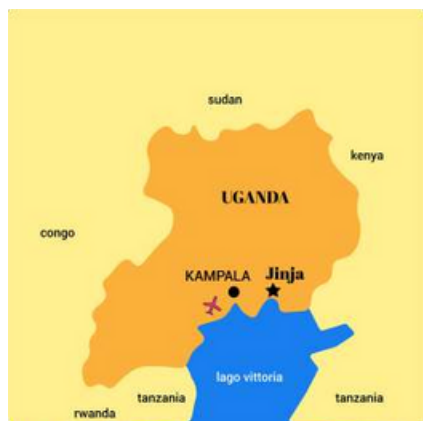 sudan
kenya
UGANDA
congo
KAMPALA
Jinja
lago vittoria
tanzania
tanzania
rwanda